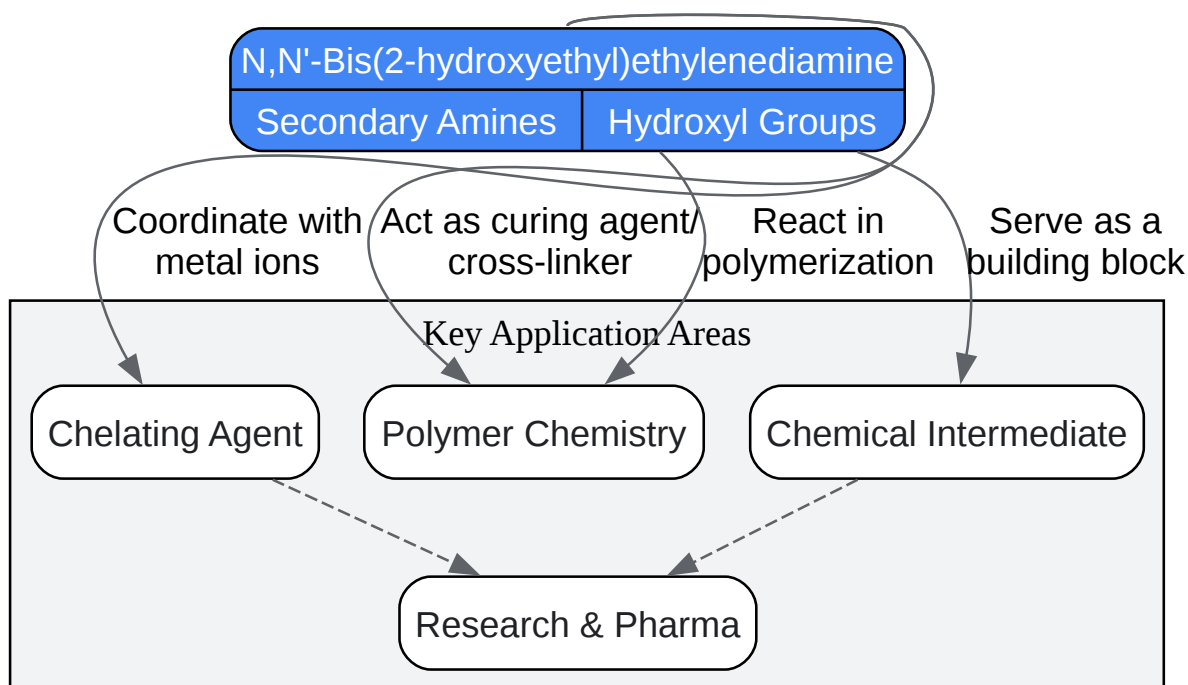 N,N'-Bis(2-hydroxyethyl)ethylenediamine
Secondary Amines
Hydroxyl Groups
Coordinate with
metal ions
Act as curing agent/
cross-linker
React in
polymerization
Serve as a
building block
Key Application Areas
Chelating Agent
Polymer Chemistry
Chemical Intermediate
Research & Pharma